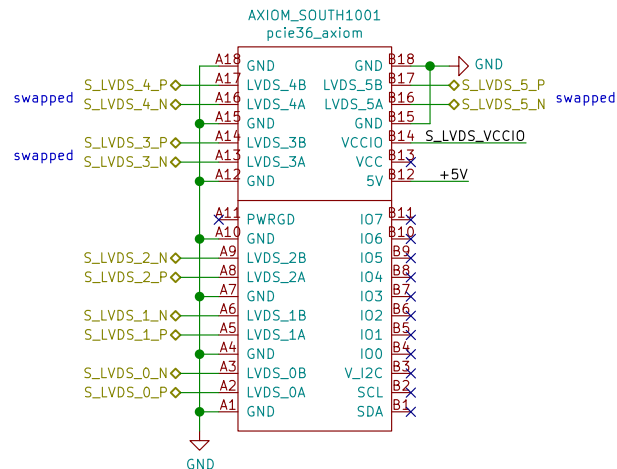 AXIOM_SOUTH1001
pcie36_axiom
A18 GND GND B18 GND
S_LVDS_4_P A17 LVDS_4B LVDS_5B B17 S_LVDS_5_P
swapped swapped
S_LVDS_4_N A16 LVDS_4A LVDS_5A B16 S_LVDS_5_N
A15 GND GND B15
S_LVDS_3_P A14 LVDS_3B VCCIO B14 S_LVDS_VCCIO
swapped
S_LVDS_3_N A13 LVDS_3A VCC B13
A12 GND 5V B12 +5V
A11 PWRGD IO7 B11
A10 GND IO6 B10
S_LVDS_2_N A9 LVDS_2B IO5 B9
S_LVDS_2_P A8 LVDS_2A IO4 B8
A7 GND IO3 B7
S_LVDS_1_N A6 LVDS_1B IO2 B6
S_LVDS_1_P A5 LVDS_1A IO1 B5
A4 GND IO0 B4
S_LVDS_0_N A3 LVDS_0B V_I2C B3
S_LVDS_0_P A2 LVDS_0A SCL B2
A1 GND SDA B1
GND